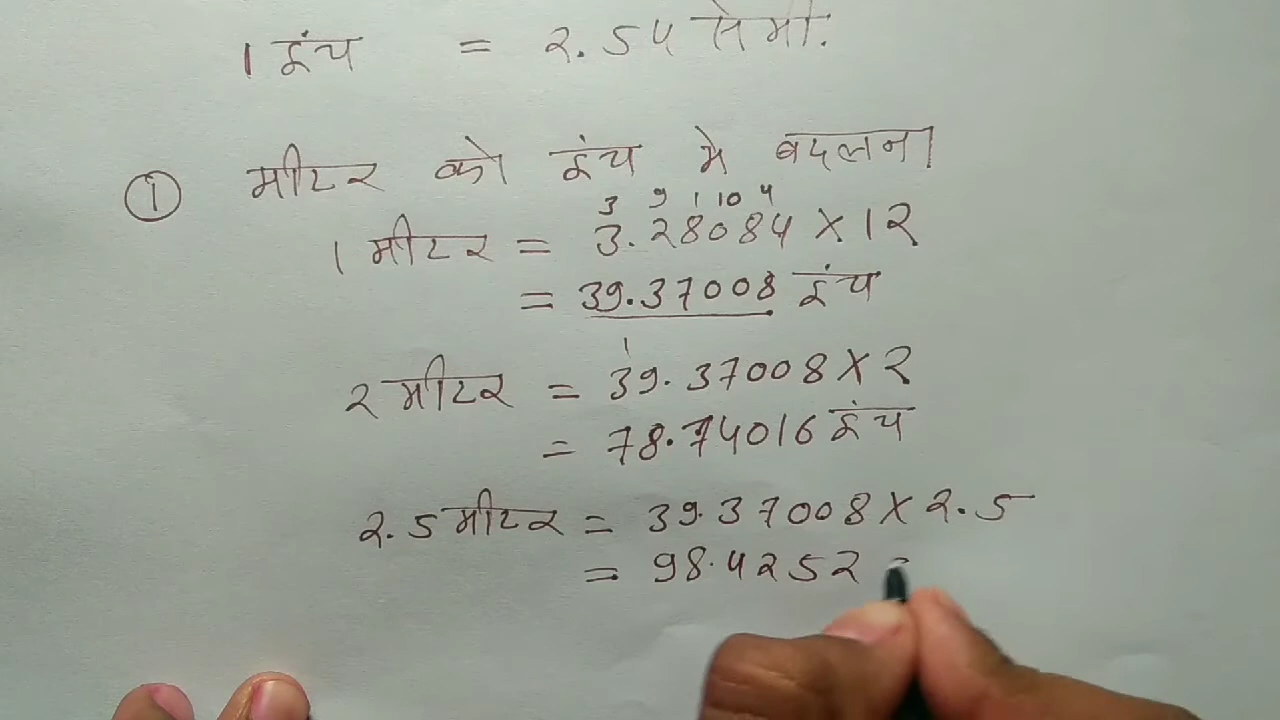 1 इंच = 2.54 सेमी.
① मीटर को इंच मे बदलना
3 9 1 10 4
1 मीटर = 3.28084 X 12
= 39.37008 इंच
1
2 मीटर = 39.37008 X 2
= 78.74016 इंच
2.5 मीटर = 39.37008 X 2.5
= 98.4252